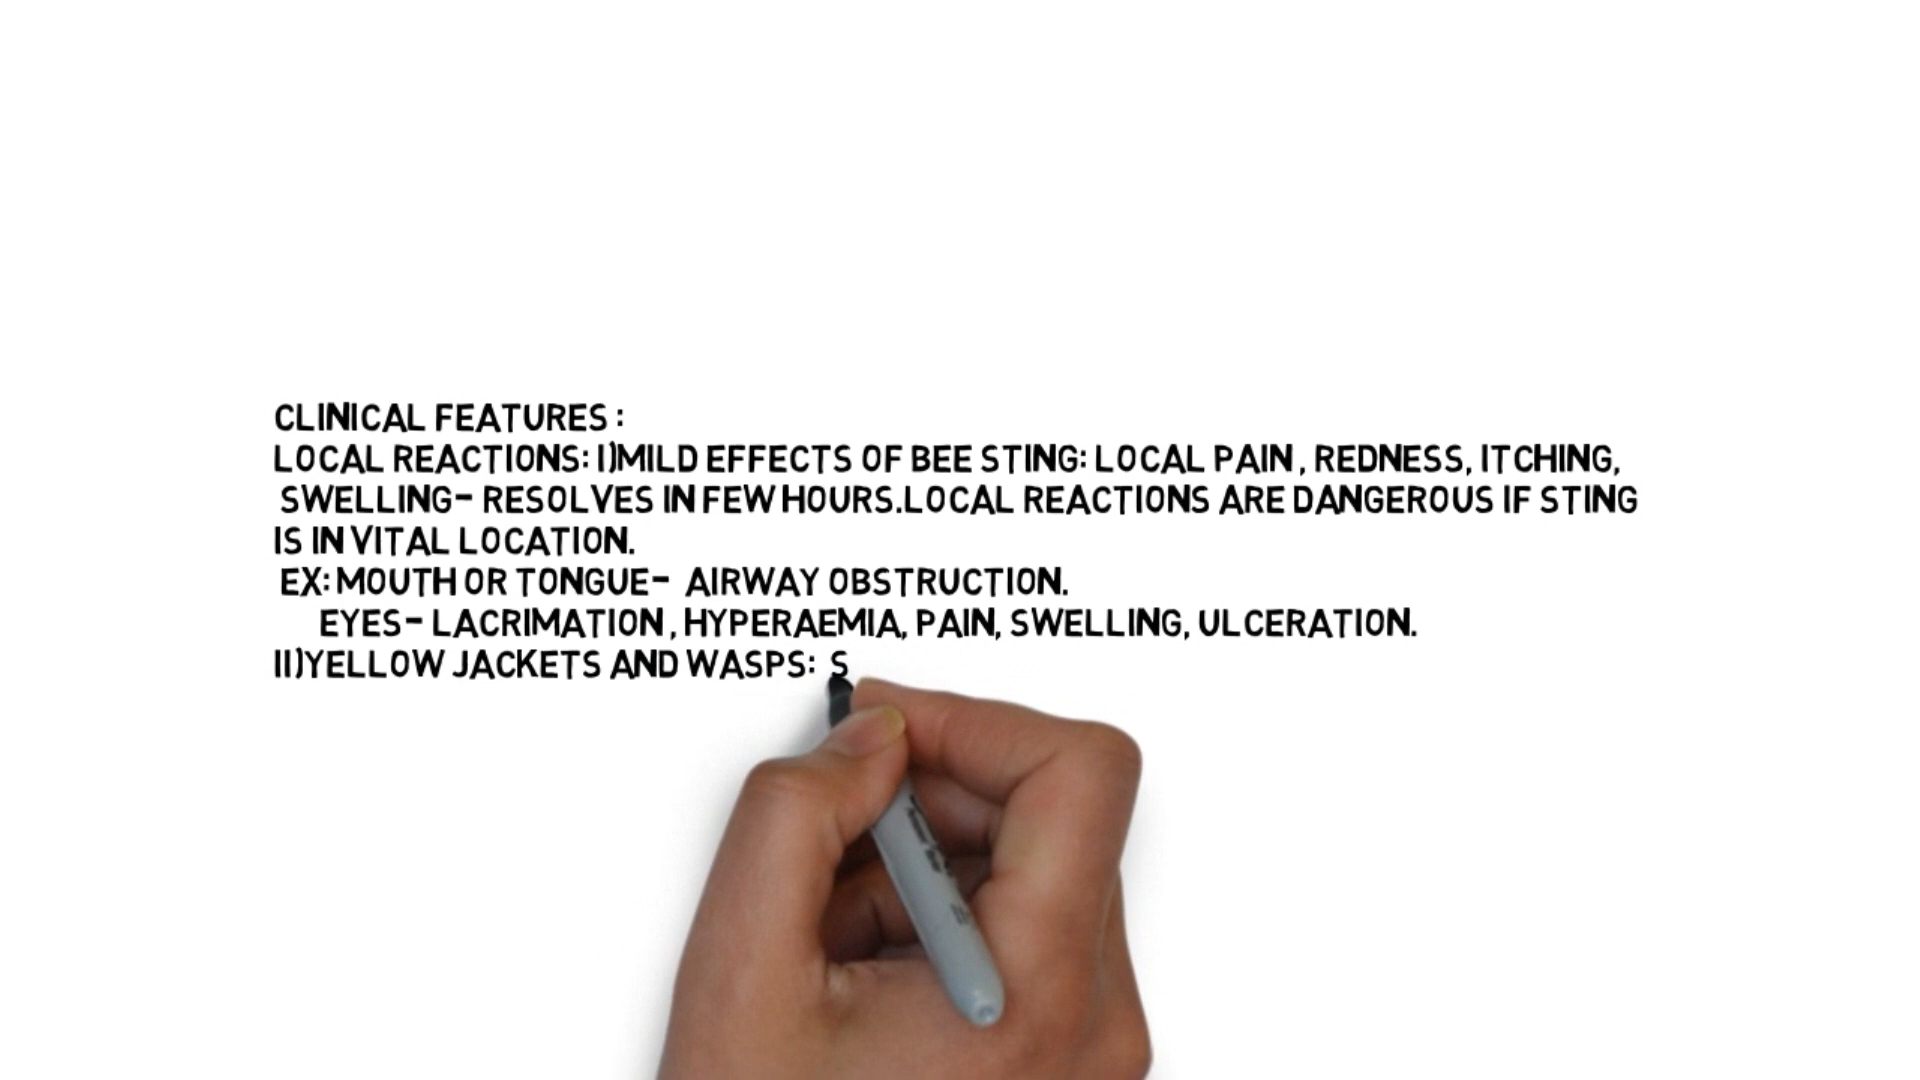 CLINICAL FEATURES :
LOCAL REACTIONS: I)MILD EFFECTS OF BEE STING: LOCAL PAIN , REDNESS, ITCHING,
SWELLING- RESOLVES IN FEW HOURS.LOCAL REACTIONS ARE DANGEROUS IF STING
IS IN VITAL LOCATION.
EX: MOUTH OR TONGUE- AIRWAY OBSTRUCTION.
EYES- LACRIMATION , HYPERAEMIA, PAIN, SWELLING, ULCERATION.
II)YELLOW JACKETS AND WASPS: S